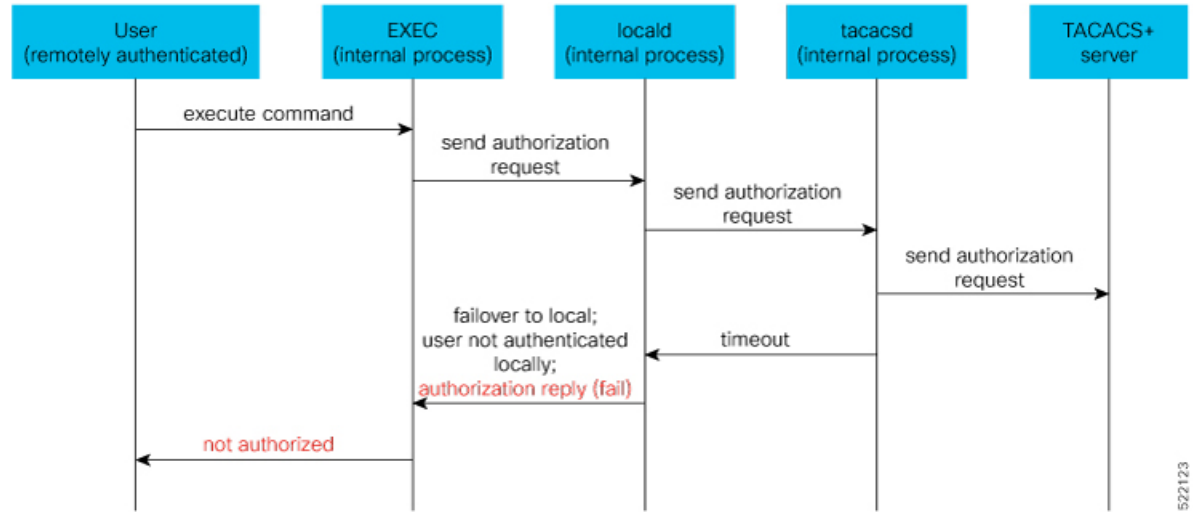 User
(remotely authenticated)
EXEC
(internal process)
locald
(internal process)
tacacsd
(internal process)
TACACS+
server
execute command
send authorization
request
send authorization
request
send authorization
request
timeout
failover to local;
user not authenticated
locally;
authorization reply (fail)
not authorized
522123